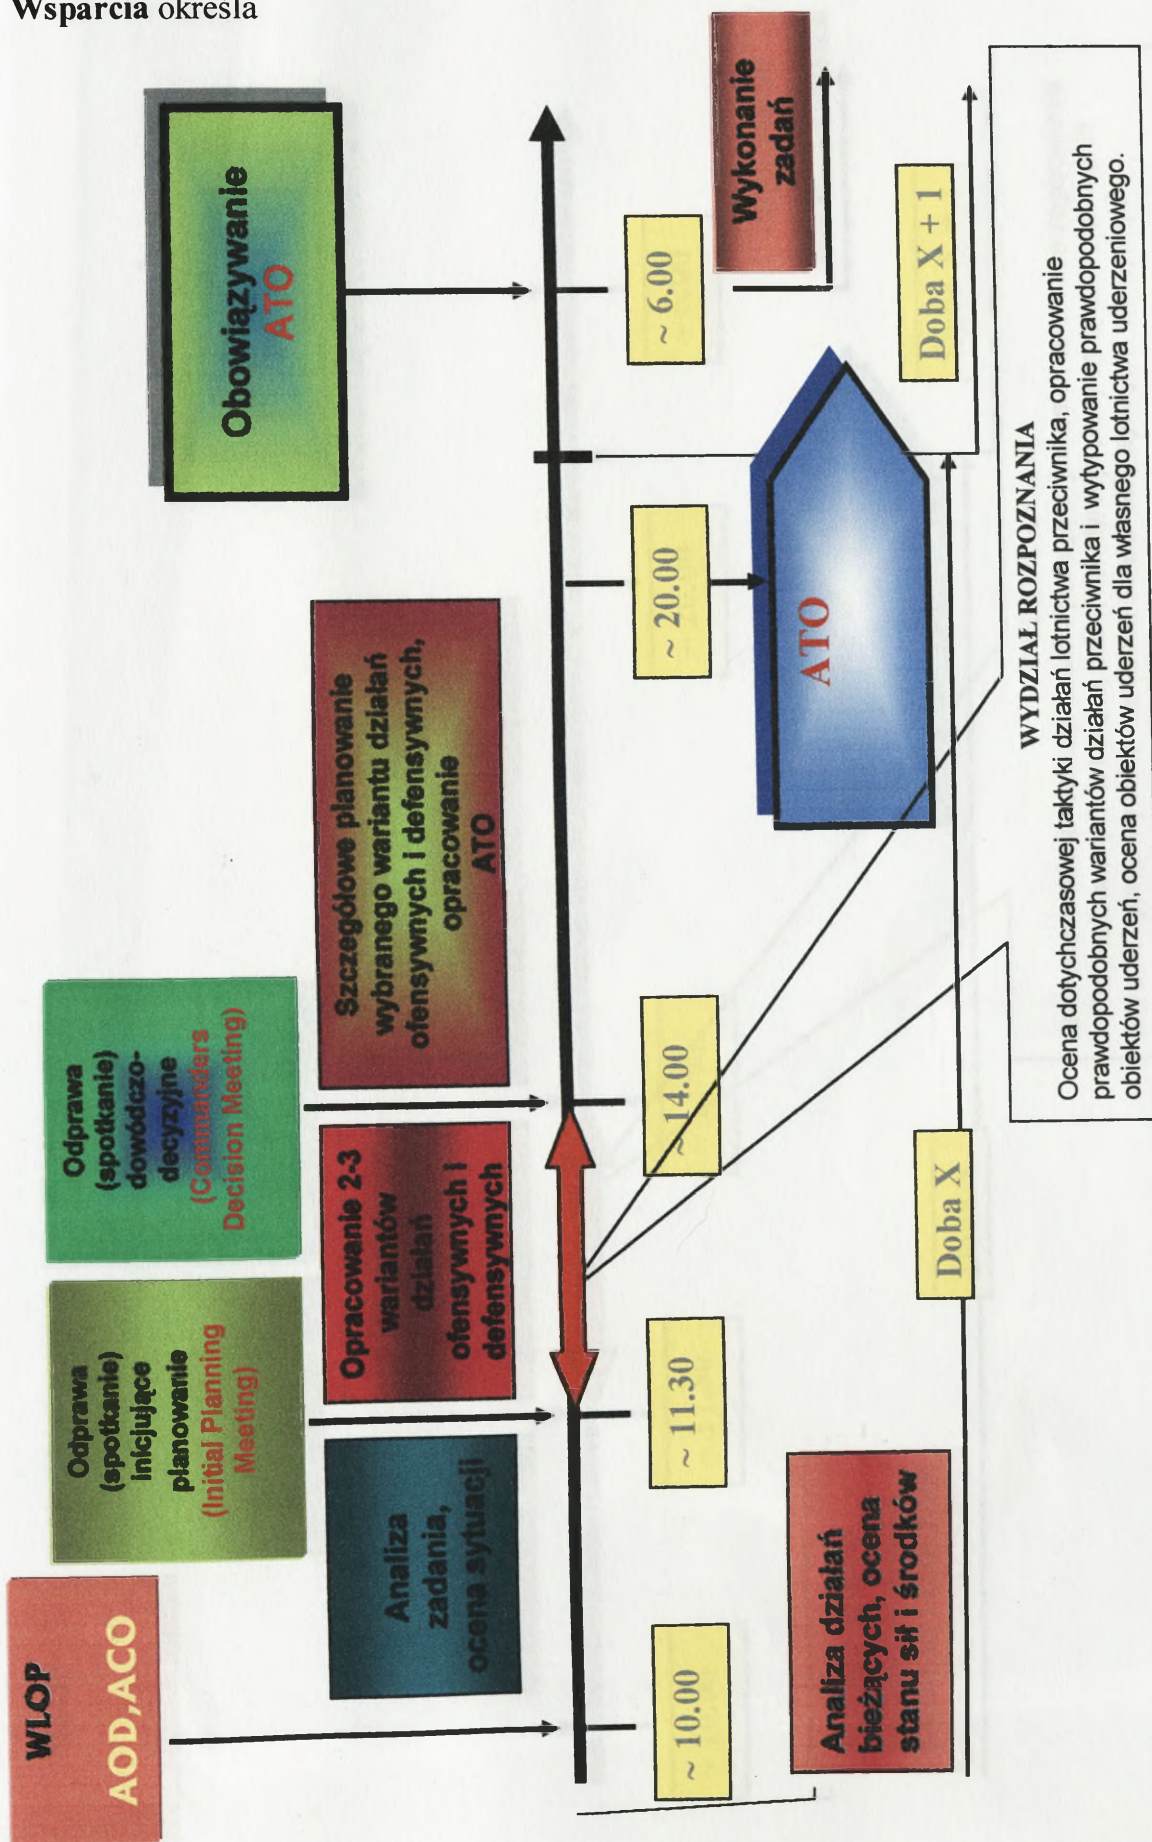 Wsparcia określa
WLOP
AOD,ACO
Odprawa
(spotkanie)
inicjujące
planowanie
(Initial Planning
Meeting)
Odprawa
(spotkanie)
dowódczo-
decyzyjne
(Commanders
Decision Meeting)
Obowiązywanie
ATO
Analiza
zadania,
ocena sytuacji
Opracowanie 2-3
wariantów
działań
ofensywnych i
defensywnych
Szczegółowe planowanie
wybranego wariantu działań
ofensywnych i defensywnych,
opracowanie
ATO
~ 10.00
~ 11.30
~ 14.00
~ 20.00
~ 6.00
Wykonanie
zadań
Analiza działań
bieżących, ocena
stanu sił i środków
ATO
Doba X
Doba X + 1
WYDZIAŁ ROZPOZNANIA
Ocena dotychczasowej taktyki działań lotnictwa przeciwnika, opracowanie
prawdopodobnych wariantów działań przeciwnika i wytypowanie prawdopodobnych
obiektów uderzeń, ocena obiektów uderzeń dla własnego lotnictwa uderzeniowego.